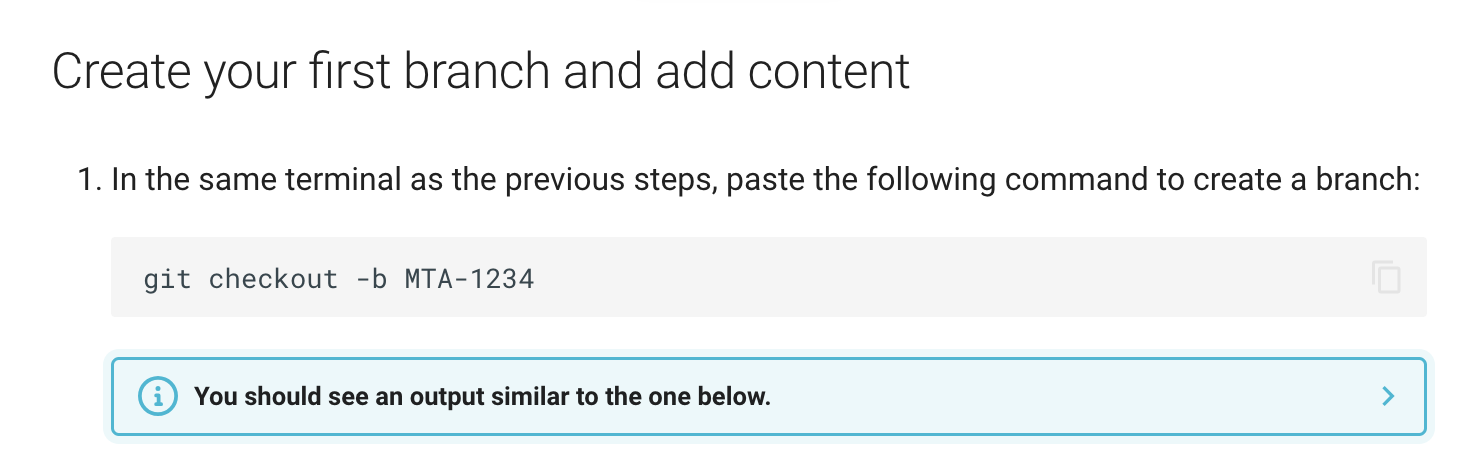 Create your first branch and add content
1. In the same terminal as the previous steps, paste the following command to create a branch:
git checkout -b MTA-1234
You should see an output similar to the one below.